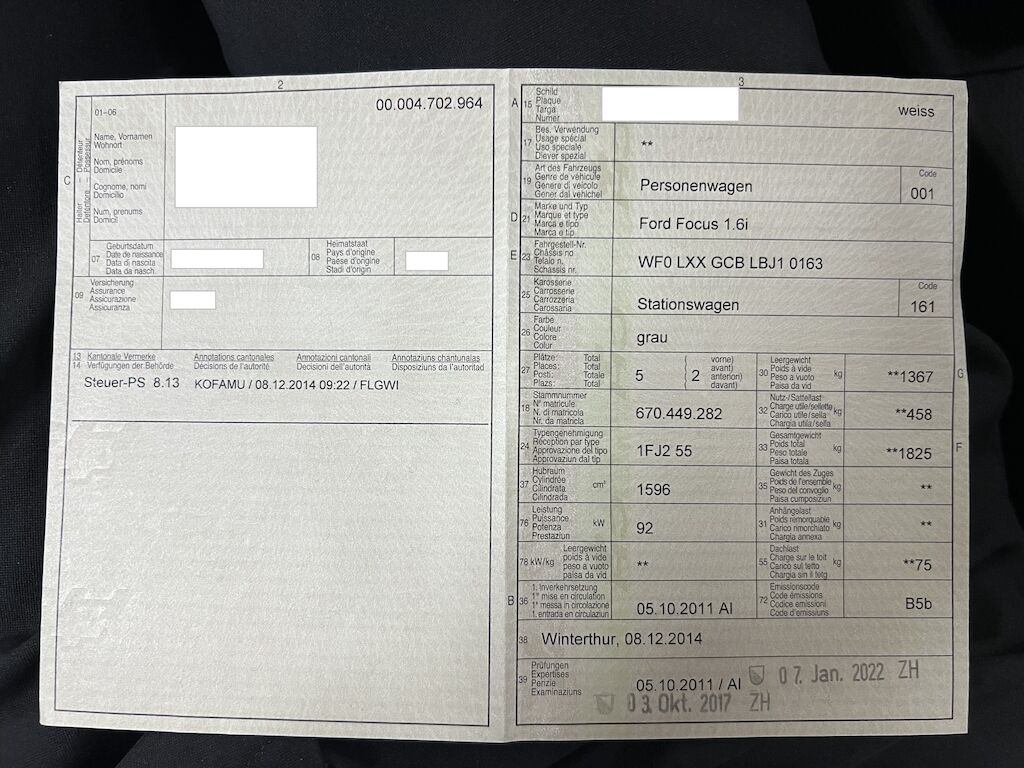 2
00.004.702.964
01–06
Name, Vornamen
Wohnort
Nom, prénoms
Domicile
Cognome, nomi
Domicilio
Num, prenums
Domicil
C
Halter – Détenteur
Detentore – Possessur
07
Geburtsdatum
Date de naissance
Data di nascita
Data da nasch.
08
Heimatstaat
Pays d'origine
Paese d'origine
Stadi d'origin
09
Versicherung
Assurance
Assicurazione
Assicuranza
13 Kantonale Vermerke Annotations cantonales Annotazioni cantonali Annotaziuns chantunalas
14 Verfügungen der Behörde Décisions de l'autorité Decisioni dell'autorità Disposiziuns da l'autoritad
Steuer-PS 8.13 KOFAMU / 08.12.2014 09:22 / FLGWI
3
A 15
Schild
Plaque
Targa
Numer
weiss
17
Bes. Verwendung
Usage spécial
Uso speciale
Diever spezial
**
19
Art des Fahrzeugs
Genre de véhicule
Genere di veicolo
Gener dal vehichel
Personenwagen
Code
001
D 21
Marke und Typ
Marque et type
Marca e tipo
Marca e tip
Ford Focus 1.6i
E 23
Fahrgestell-Nr.
Châssis no
Telaio n.
Schassis nr.
WF0 LXX GCB LBJ1 0163
25
Karosserie
Carrosserie
Carrozzeria
Carossaria
Stationswagen
Code
161
26
Farbe
Couleur
Colore
Colur
grau
27
Plätze: Total
Places: Total
Posti: Totale
Plazs: Total
5
( 2
vorne)
avant)
anteriori)
davant)
30
Leergewicht
Poids à vide
Peso a vuoto
Paisa da vid
kg
**1367
G
18
Stammnummer
N° matricule
N. di matricola
Nr. da matricla
670.449.282
32
Nutz-/Sattellast
Charge utile/sellette
Carico utile/sella
Chargia utila/sella
kg
**458
24
Typengenehmigung
Réception par type
Approvazione del tipo
Approvaziun dal tip
1FJ2 55
33
Gesamtgewicht
Poids total
Peso totale
Paisa totala
kg
**1825
F
37
Hubraum
Cylindrée
Cilindrata
Cilindrada
cm³
1596
35
Gewicht des Zuges
Poids de l'ensemble
Peso del convoglio
Paisa cumposiziun
kg
**
76
Leistung
Puissance
Potenza
Prestaziun
kW
92
31
Anhängelast
Poids remorquable
Carico rimorchiato
Chargia annexa
kg
**
78 kW/kg
Leergewicht
poids à vide
peso a vuoto
paisa da vid
**
55
Dachlast
Charge sur le toit
Carico sul tetto
Chargia sin il tetg
kg
**75
B 36
1. Inverkehrsetzung
1re mise en circulation
1a messa in circolazione
1. entrada en circulaziun
05.10.2011 AI
72
Emissionscode
Code émissions
Codice emissioni
Code d'emissiuns
B5b
38
Winterthur, 08.12.2014
39
Prüfungen
Expertises
Perizie
Examinaziuns
05.10.2011 / AI
07. Jan. 2022 ZH
03. Okt. 2017 ZH